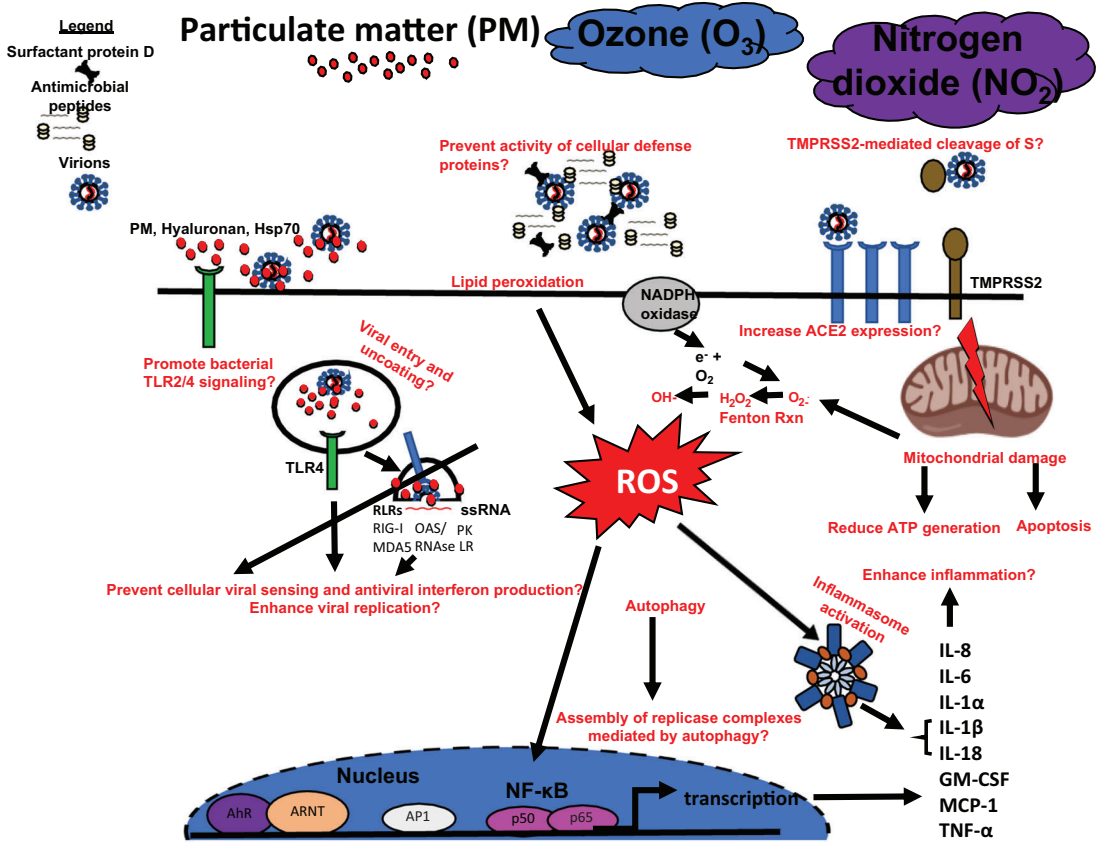 Legend
Surfactant protein D
Antimicrobial
peptides
Virions
Particulate matter (PM)
Ozone (O3)
Nitrogen
dioxide (NO2)
Prevent activity of cellular defense
proteins?
TMPRSS2-mediated cleavage of S?
PM, Hyaluronan, Hsp70
Lipid peroxidation
NADPH
oxidase
TMPRSS2
Increase ACE2 expression?
Promote bacterial
TLR2/4 signaling?
Viral entry and
uncoating?
e- +
O2
OH-
H2O2
O2-.
Fenton Rxn
TLR4
ROS
Mitochondrial damage
RLRs
ssRNA
RIG-I
OAS/
PK
MDA5
RNAse
LR
Reduce ATP generation
Apoptosis
Prevent cellular viral sensing and antiviral interferon production?
Enhance viral replication?
Autophagy
Inflammasome
activation
Enhance inflammation?
IL-8
IL-6
IL-1α
IL-1β
IL-18
GM-CSF
MCP-1
TNF-α
Assembly of replicase complexes
mediated by autophagy?
Nucleus
NF-κB
transcription
AhR
ARNT
AP1
p50
p65